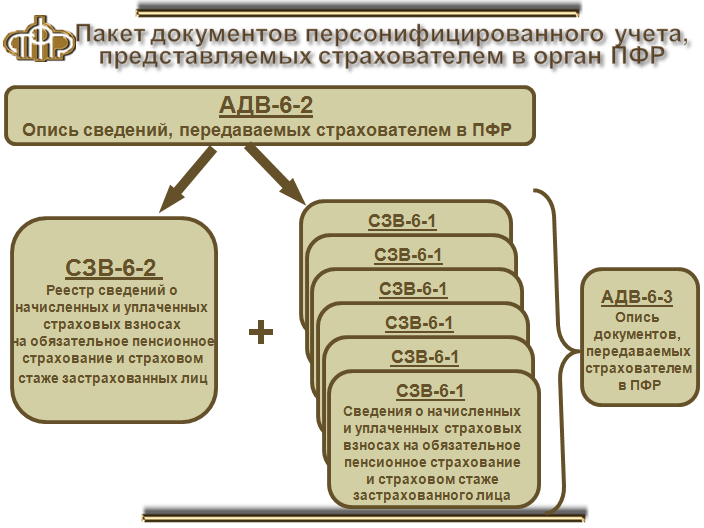 ПФР
Пакет документов персонифицированного учета,
представляемых страхователем в орган ПФР
АДВ-6-2
Опись сведений, передаваемых страхователем в ПФР
СЗВ-6-2
Реестр сведений о
начисленных и уплаченных
страховых взносах
на обязательное пенсионное
страхование и страховом
стаже застрахованных лиц
+
СЗВ-6-1
СЗВ-6-1
СЗВ-6-1
СЗВ-6-1
СЗВ-6-1
СЗВ-6-1
Сведения о начисленных
и уплаченных страховых
взносах на обязательное
пенсионное страхование
и страховом стаже
застрахованного лица
АДВ-6-3
Опись
документов,
передаваемых
страхователем
в ПФР